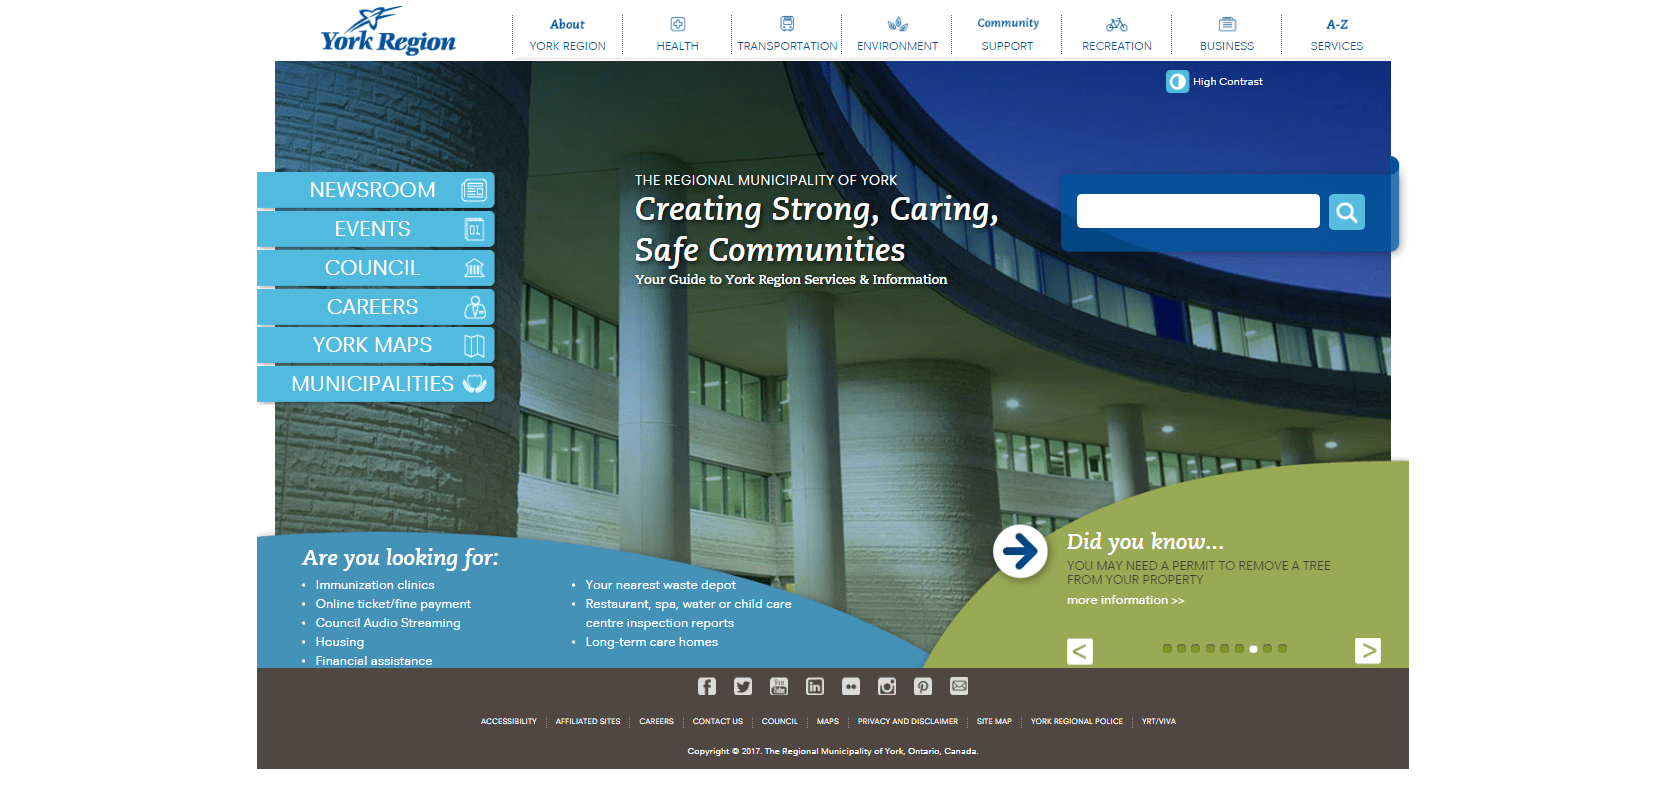 York Region
About
YORK REGION
HEALTH
TRANSPORTATION
ENVIRONMENT
Community
SUPPORT
RECREATION
BUSINESS
A-Z
SERVICES
High Contrast
NEWSROOM
EVENTS
01
COUNCIL
CAREERS
YORK MAPS
MUNICIPALITIES
THE REGIONAL MUNICIPALITY OF YORK
Creating Strong, Caring,
Safe Communities
Your Guide to York Region Services & Information
Are you looking for:
• Immunization clinics
• Online ticket/fine payment
• Council Audio Streaming
• Housing
• Financial assistance
• Your nearest waste depot
• Restaurant, spa, water or child care
centre inspection reports
• Long-term care homes
Did you know...
YOU MAY NEED A PERMIT TO REMOVE A TREE
FROM YOUR PROPERTY
more information >>
< >
You
Tube
ACCESSIBILITY AFFILIATED SITES CAREERS CONTACT US COUNCIL MAPS PRIVACY AND DISCLAIMER SITE MAP YORK REGIONAL POLICE YRT/VIVA
Copyright © 2017. The Regional Municipality of York, Ontario, Canada.